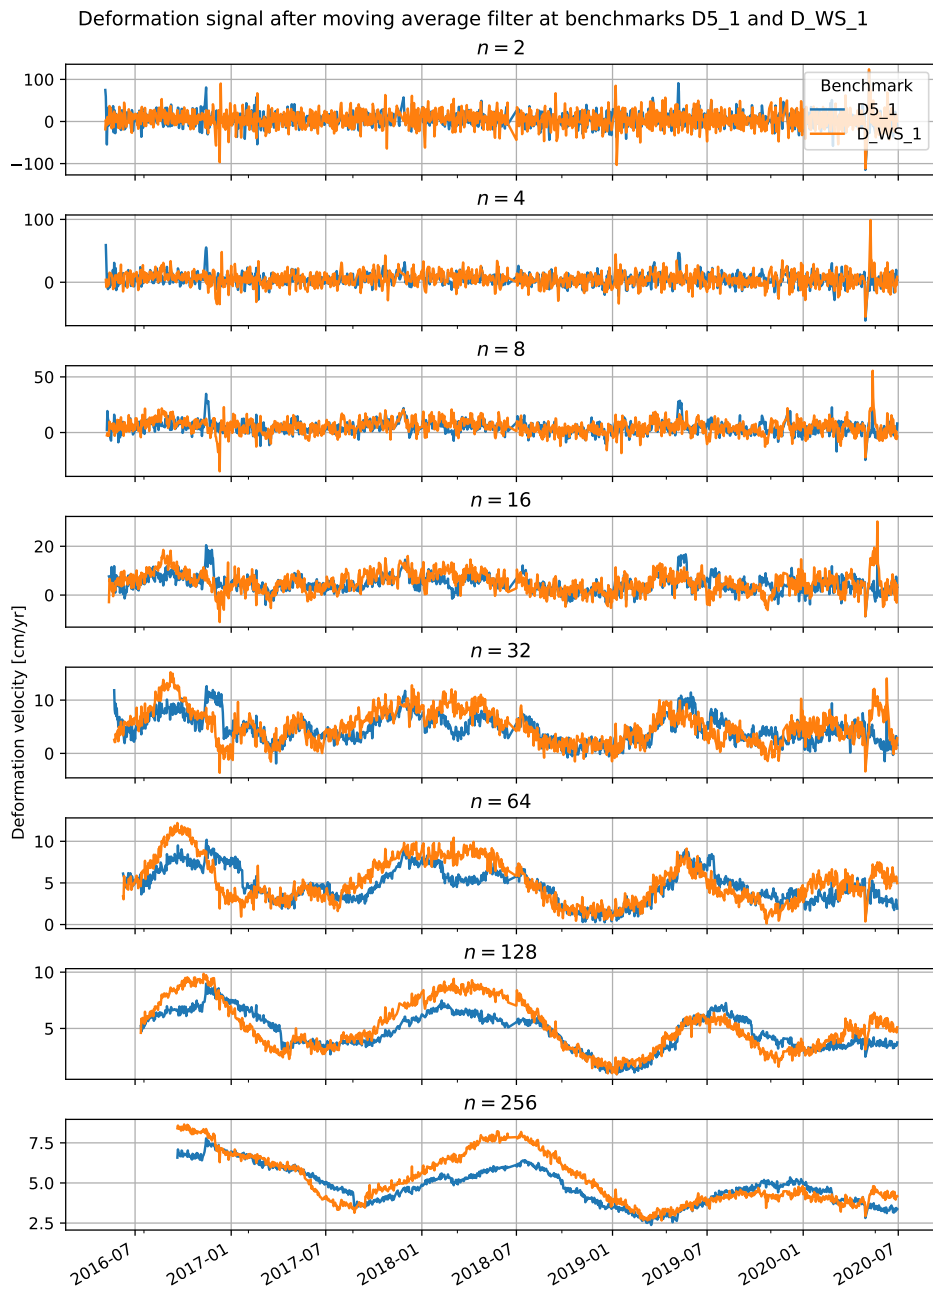 Deformation signal after moving average filter at benchmarks D5_1 and D_WS_1
n = 2
100
0
−100
Benchmark
D5_1
D_WS_1
n = 4
100
0
n = 8
50
0
n = 16
20
0
n = 32
10
0
Deformation velocity [cm/yr]
n = 64
10
5
0
n = 128
10
5
n = 256
7.5
5.0
2.5
2016-07
2017-01
2017-07
2018-01
2018-07
2019-01
2019-07
2020-01
2020-07